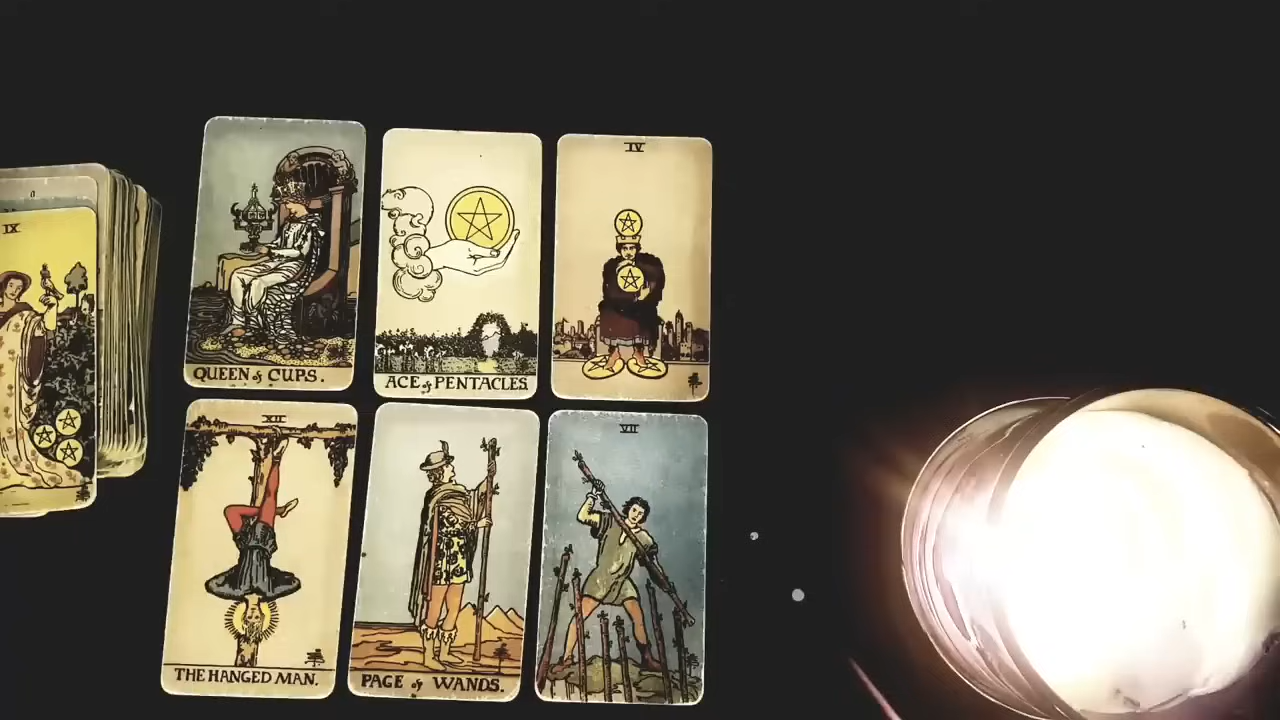 IX
QUEEN of CUPS.
ACE of PENTACLES
IV
XII
THE HANGED MAN.
PAGE of WANDS.
VII